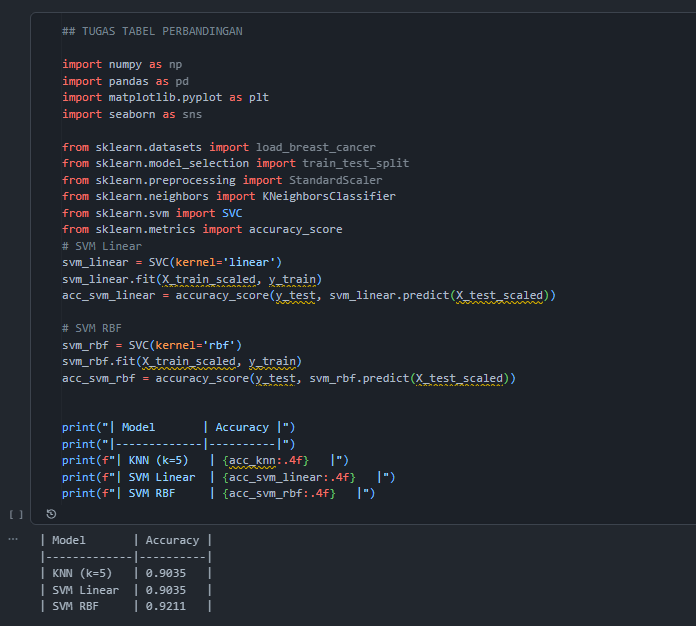 ## TUGAS TABEL PERBANDINGAN
import numpy as np
import pandas as pd
import matplotlib.pyplot as plt
import seaborn as sns
from sklearn.datasets import load_breast_cancer
from sklearn.model_selection import train_test_split
from sklearn.preprocessing import StandardScaler
from sklearn.neighbors import KNeighborsClassifier
from sklearn.svm import SVC
from sklearn.metrics import accuracy_score
# SVM Linear
svm_linear = SVC(kernel='linear')
svm_linear.fit(X_train_scaled, y_train)
acc_svm_linear = accuracy_score(y_test, svm_linear.predict(X_test_scaled))
# SVM RBF
svm_rbf = SVC(kernel='rbf')
svm_rbf.fit(X_train_scaled, y_train)
acc_svm_rbf = accuracy_score(y_test, svm_rbf.predict(X_test_scaled))
print("| Model       | Accuracy |")
print("|-------------|----------|")
print(f"| KNN (k=5)   | {acc_knn:.4f}   |")
print(f"| SVM Linear  | {acc_svm_linear:.4f}   |")
print(f"| SVM RBF     | {acc_svm_rbf:.4f}   |")
[ ]
...
| Model       | Accuracy |
|-------------|----------|
| KNN (k=5)   | 0.9035   |
| SVM Linear  | 0.9035   |
| SVM RBF     | 0.9211   |